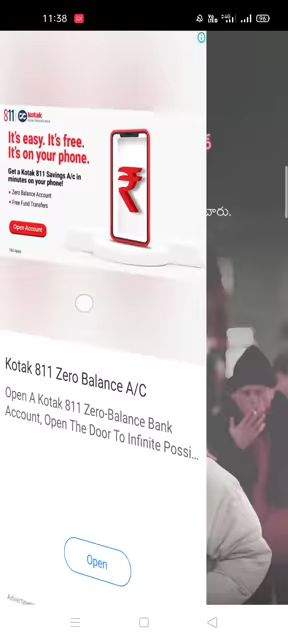 11:38
96
811 kotak
It's easy. It's free.
It's on your phone.
Get a Kotak 811 Savings A/c in
minutes on your phone!
• Zero Balance Account
• Free Fund Transfers
Open Account
దారు.
Kotak 811 Zero Balance A/C
Open A Kotak 811 Zero-Balance Bank
Account, Open The Door To Infinite Possi...
Open